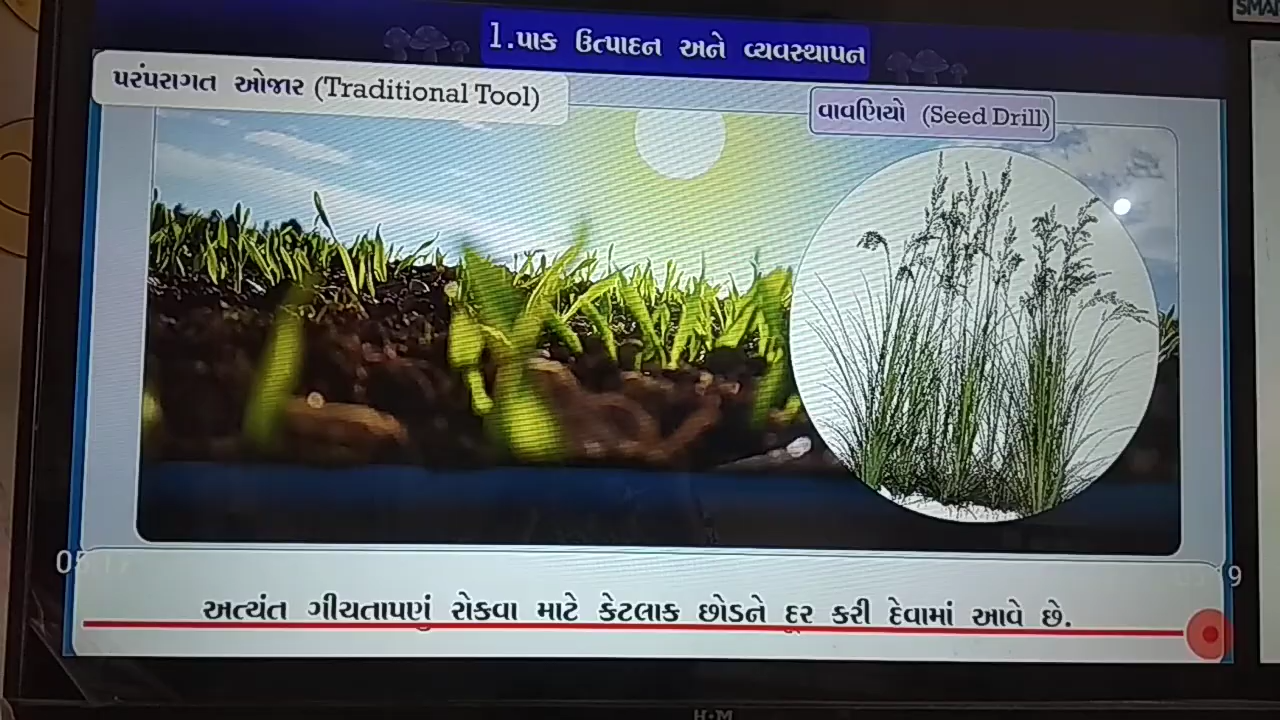 1.પાક ઉત્પાદન અને વ્યવસ્થાપન
પરંપરાગત ઓજાર (Traditional Tool)
વાવણિયો (Seed Drill)
અત્યંત ગીચતાપણું રોકવા માટે કેટલાક છોડને દૂર કરી દેવામાં આવે છે.
H·M